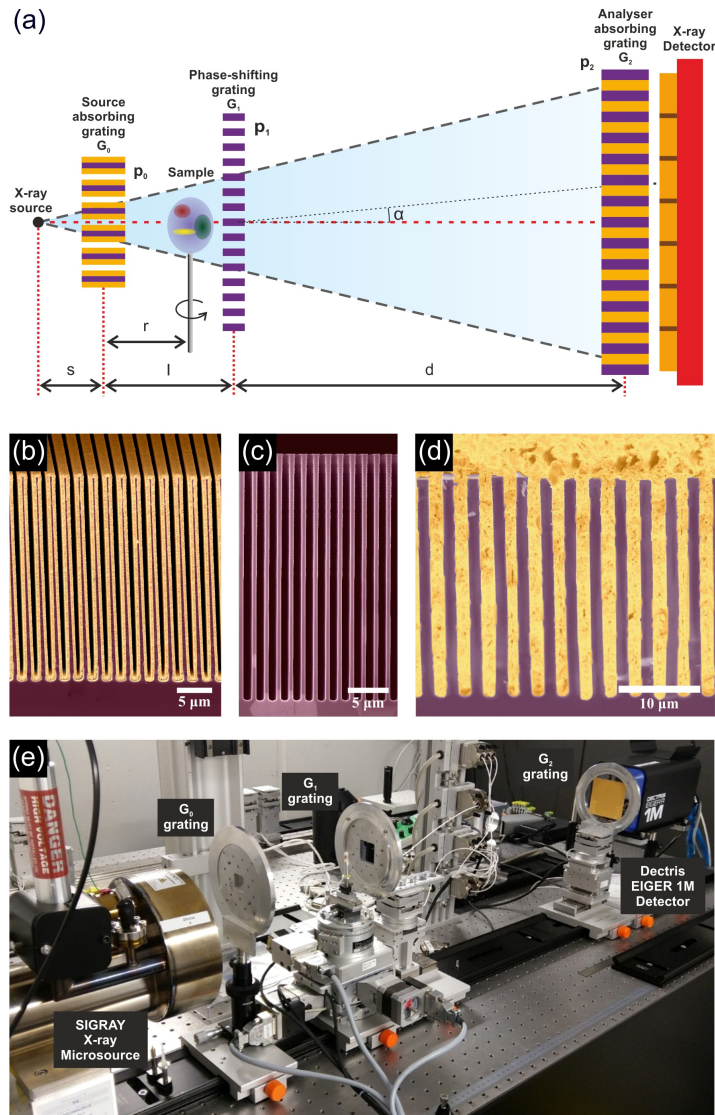 (a)
Analyser
absorbing
grating
G2
X-ray
Detector
p2
Phase-shifting
grating
G1
p1
Source
absorbing
grating
G0
p0
Sample
X-ray
source
α
r
s
l
d
(b)
5 µm
(c)
5 µm
(d)
10 µm
(e)
DANGER
HIGH VOLTAGE
G0
grating
G1
grating
G2
grating
DECTRIS
EIGER
1M
Dectris
EIGER 1M
Detector
SIGRAY
X-ray
Microsource